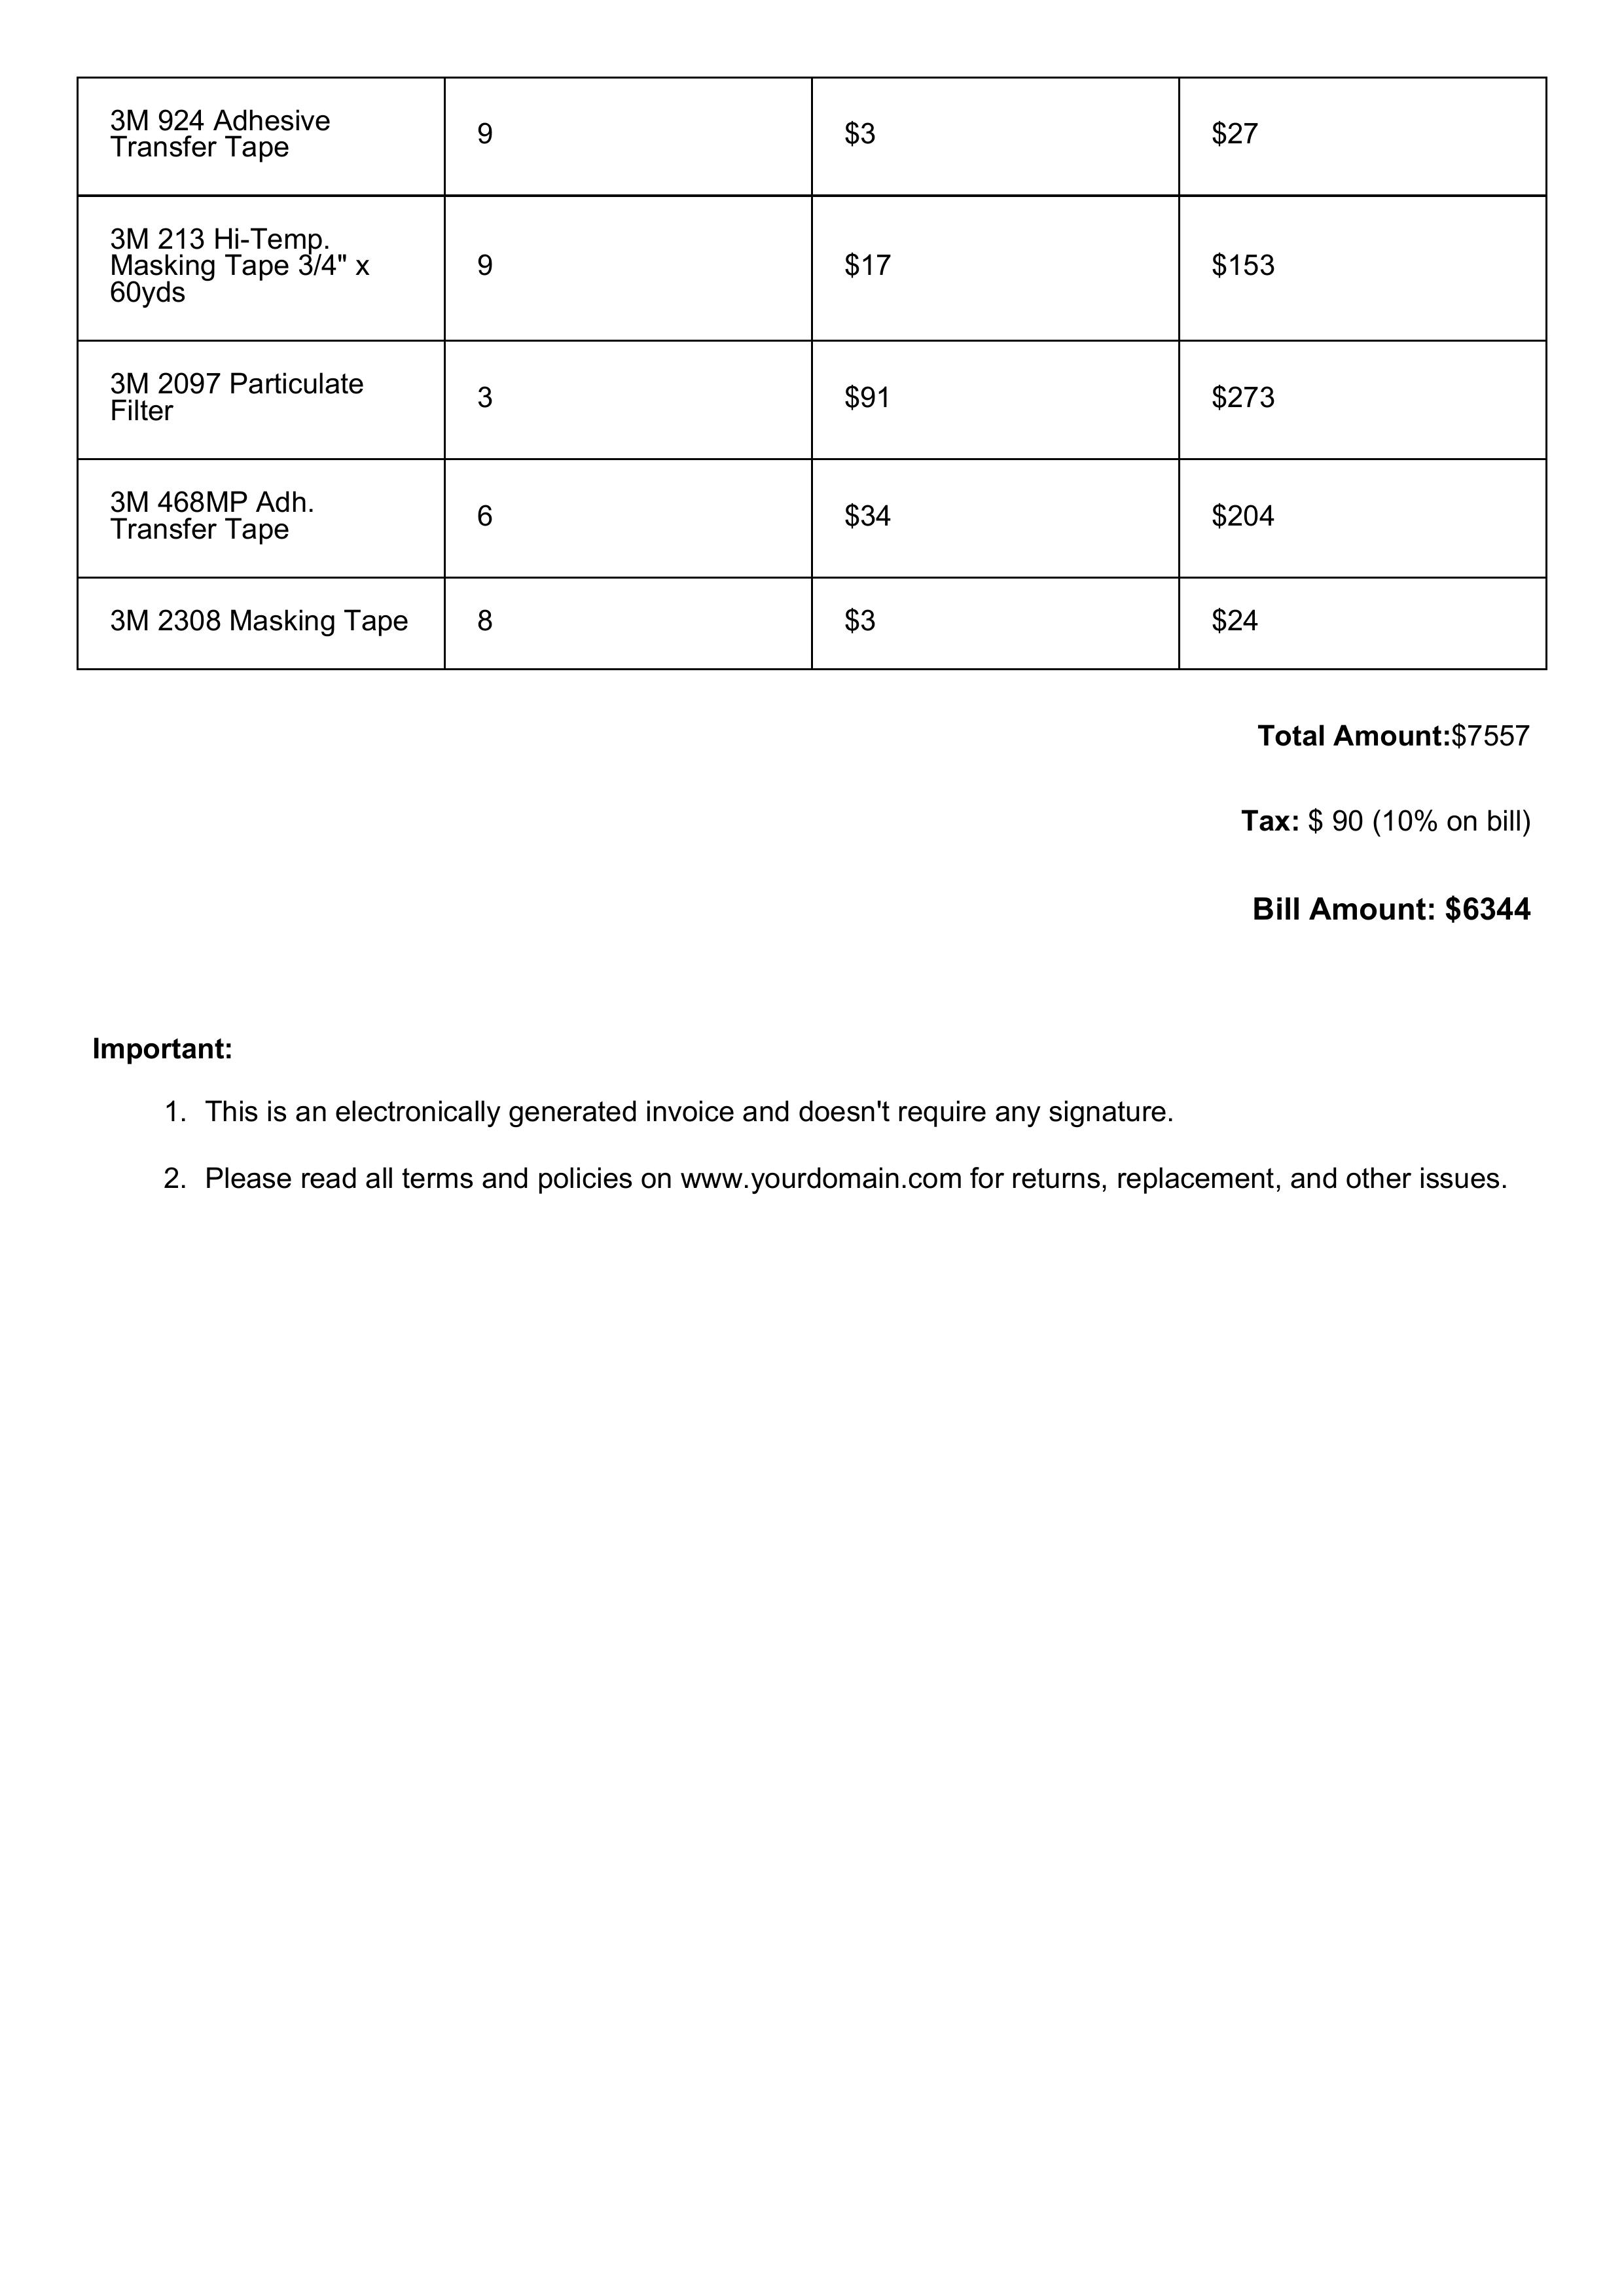 3M 924 Adhesive
Transfer Tape
9
$3
$27
3M 213 Hi-Temp.
Masking Tape 3/4" x
60yds
9
$17
$153
3M 2097 Particulate
Filter
3
$91
$273
3M 468MP Adh.
Transfer Tape
6
$34
$204
3M 2308 Masking Tape
8
$3
$24
Total Amount:$7557
Tax: $ 90 (10% on bill)
Bill Amount: $6344
Important:
1. This is an electronically generated invoice and doesn't require any signature.
2. Please read all terms and policies on www.yourdomain.com for returns, replacement, and other issues.